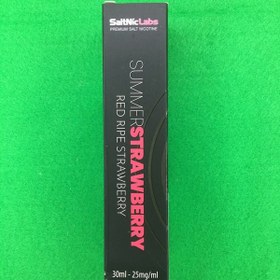 SaltNicLabs
PREMIUM SALT NICOTINE
SUMMERSTRAWBERRY
RED RIPE STRAWBERRY
30ml - 25mg/ml